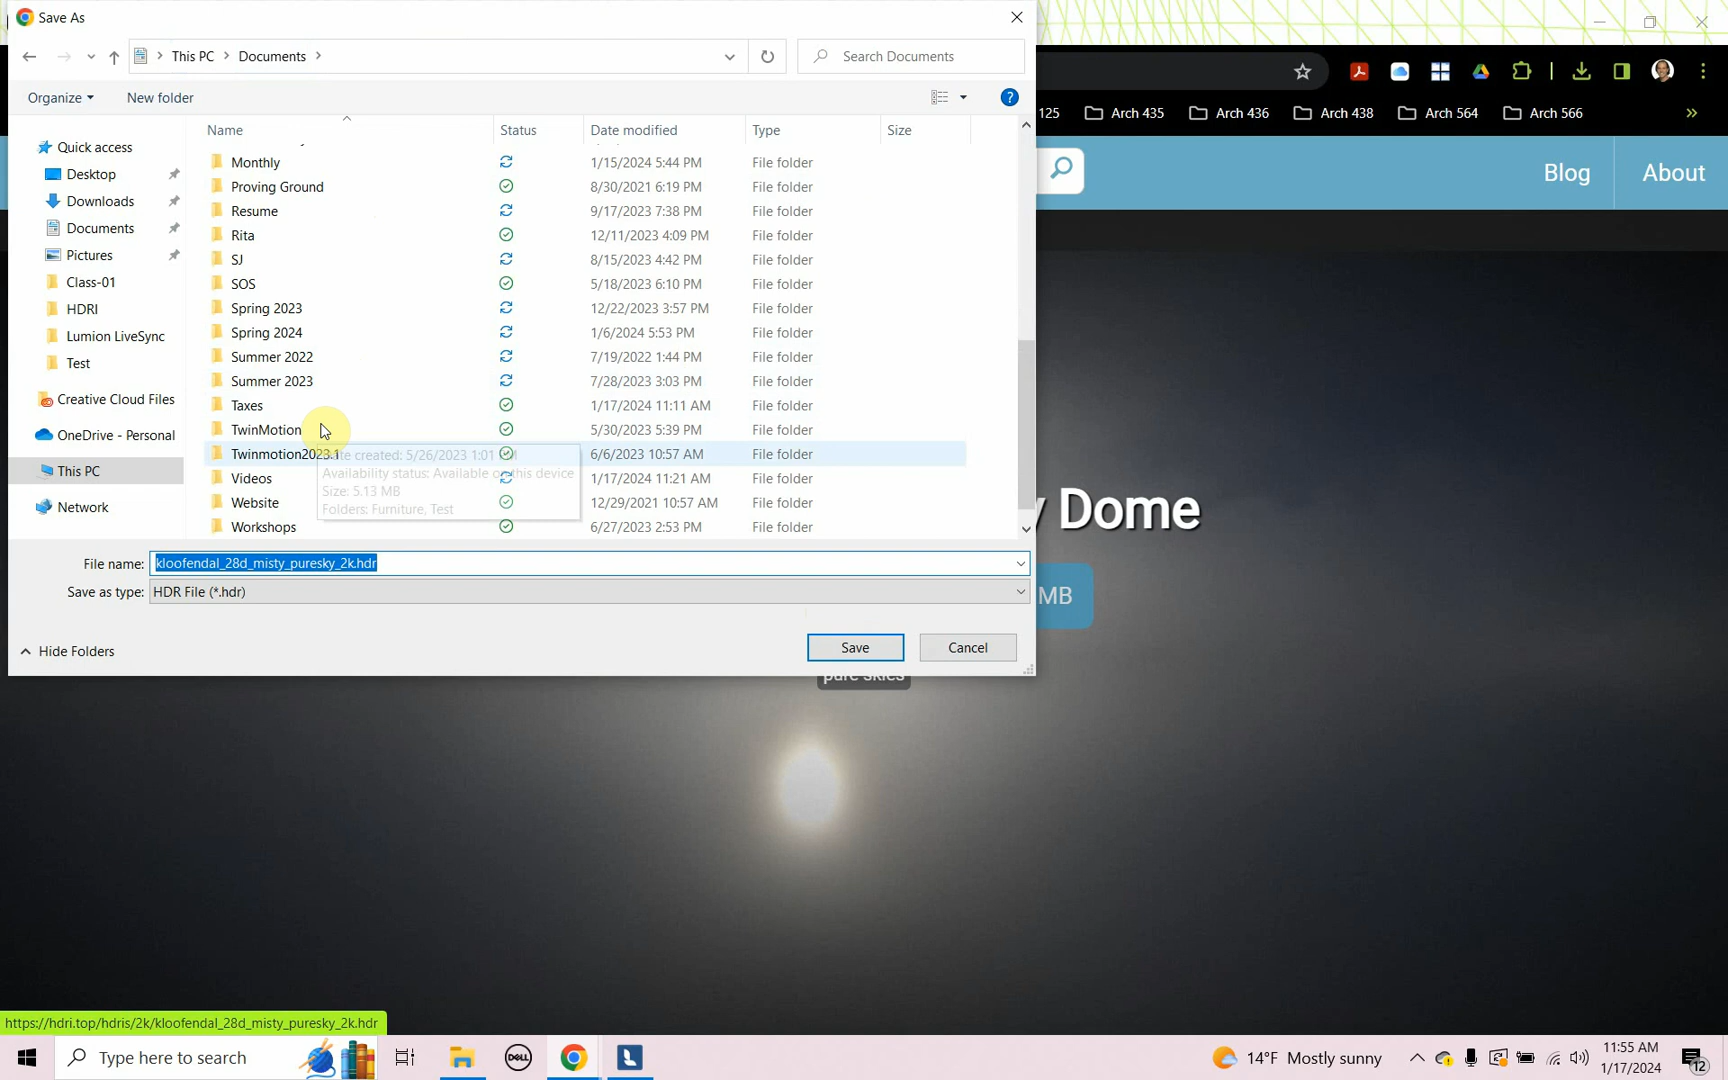 Save As
This PC > Documents >
Search Documents
Organize
New folder
?
Name Status Date modified Type Size
Quick access
Desktop
Downloads
Documents
Pictures
Class-01
HDRI
Lumion LiveSync
Test
Creative Cloud Files
OneDrive - Personal
This PC
Network
Monthly 1/15/2024 5:44 PM File folder
Proving Ground 8/30/2021 6:19 PM File folder
Resume 9/17/2023 7:38 PM File folder
Rita 12/11/2023 4:09 PM File folder
SJ 8/15/2023 4:42 PM File folder
SOS 5/18/2023 6:10 PM File folder
Spring 2023 12/22/2023 3:57 PM File folder
Spring 2024 1/6/2024 5:53 PM File folder
Summer 2022 7/19/2022 1:44 PM File folder
Summer 2023 7/28/2023 3:03 PM File folder
Taxes 1/17/2024 11:11 AM File folder
TwinMotion 5/30/2023 5:39 PM File folder
Twinmotion2023.1 6/6/2023 10:57 AM File folder
Videos 1/17/2024 11:21 AM File folder
Website 12/29/2021 10:57 AM File folder
Workshops 6/27/2023 2:53 PM File folder
created: 5/26/2023 1:01
Availability status: Available on this device
Size: 5.13 MB
Folders: Furniture, Test
File name: kloofendal_28d_misty_puresky_2k.hdr
Save as type: HDR File (*.hdr)
Hide Folders
Save
Cancel
125 Arch 435 Arch 436 Arch 438 Arch 564 Arch 566 »
Blog
About
y Dome
MB
pure skies
https://hdri.top/hdris/2k/kloofendal_28d_misty_puresky_2k.hdr
Type here to search
DELL
L
14°F Mostly sunny
11:55 AM
1/17/2024
12